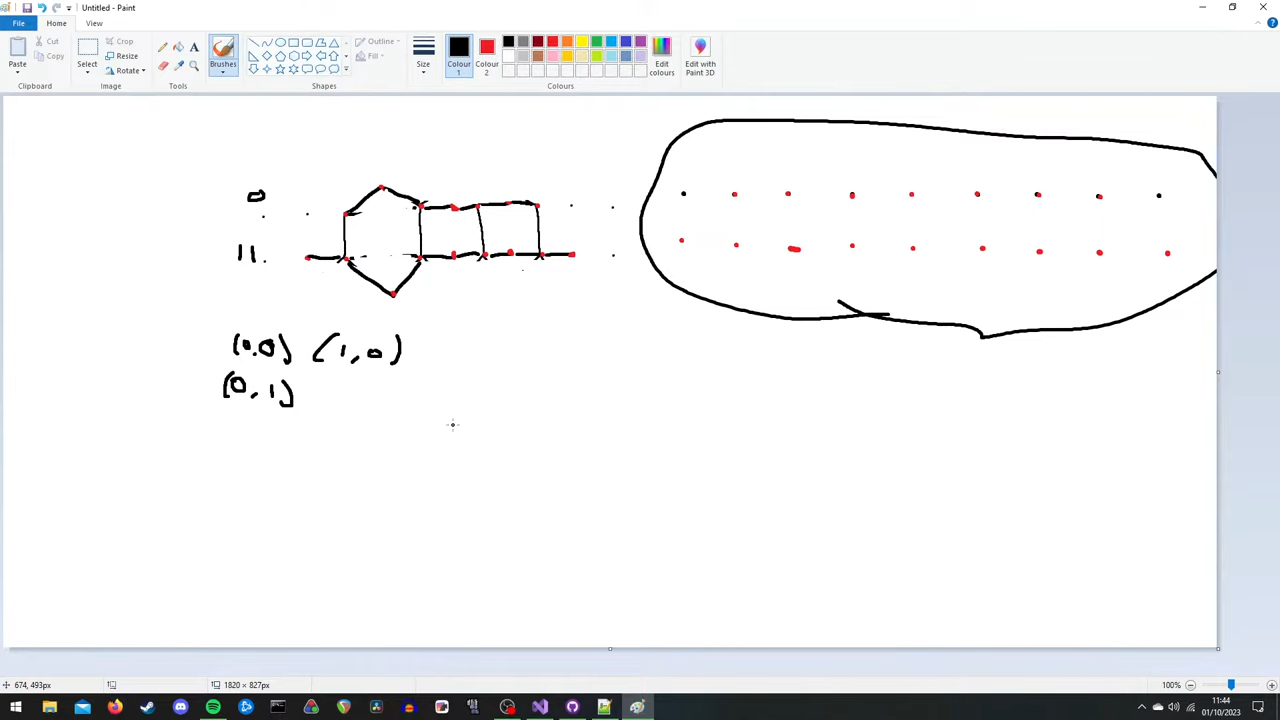 Untitled - Paint
File Home View
Paste
Cut
Copy
Clipboard
Select
Crop
Resize
Rotate
Image
A
Tools
Brushes
Outline
Fill
Shapes
Size
Colour 1
Colour 2
Edit colours
Edit with Paint 3D
Colours
0
11.
(0.0) (1,0)
(0,1)
674, 493px
1820 × 827px
100%
11:44
01/10/2023